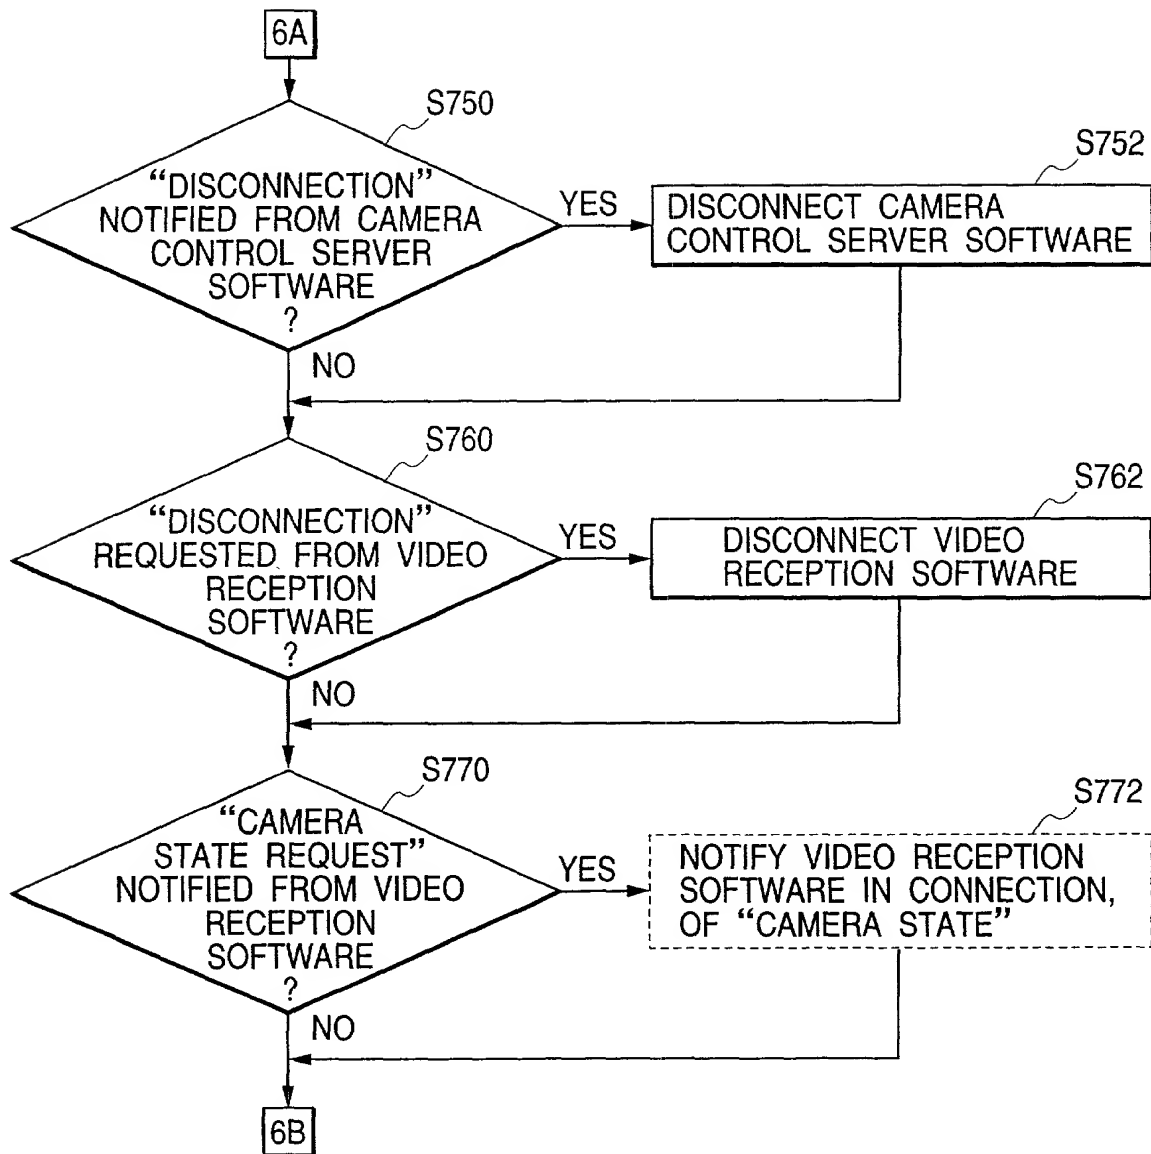 6A
S750
“DISCONNECTION”
NOTIFIED FROM CAMERA
CONTROL SERVER
SOFTWARE
?
YES
S752
DISCONNECT CAMERA
CONTROL SERVER SOFTWARE
NO
S760
“DISCONNECTION”
REQUESTED FROM VIDEO
RECEPTION
SOFTWARE
?
YES
S762
DISCONNECT VIDEO
RECEPTION SOFTWARE
NO
S770
“CAMERA
STATE REQUEST”
NOTIFIED FROM VIDEO
RECEPTION
SOFTWARE
?
YES
S772
NOTIFY VIDEO RECEPTION
SOFTWARE IN CONNECTION,
OF “CAMERA STATE”
NO
6B